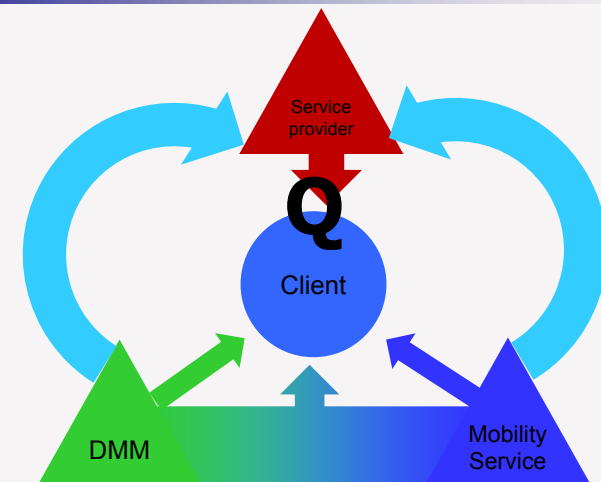 Service
provider
Q
Client
DMM
Mobility
Service